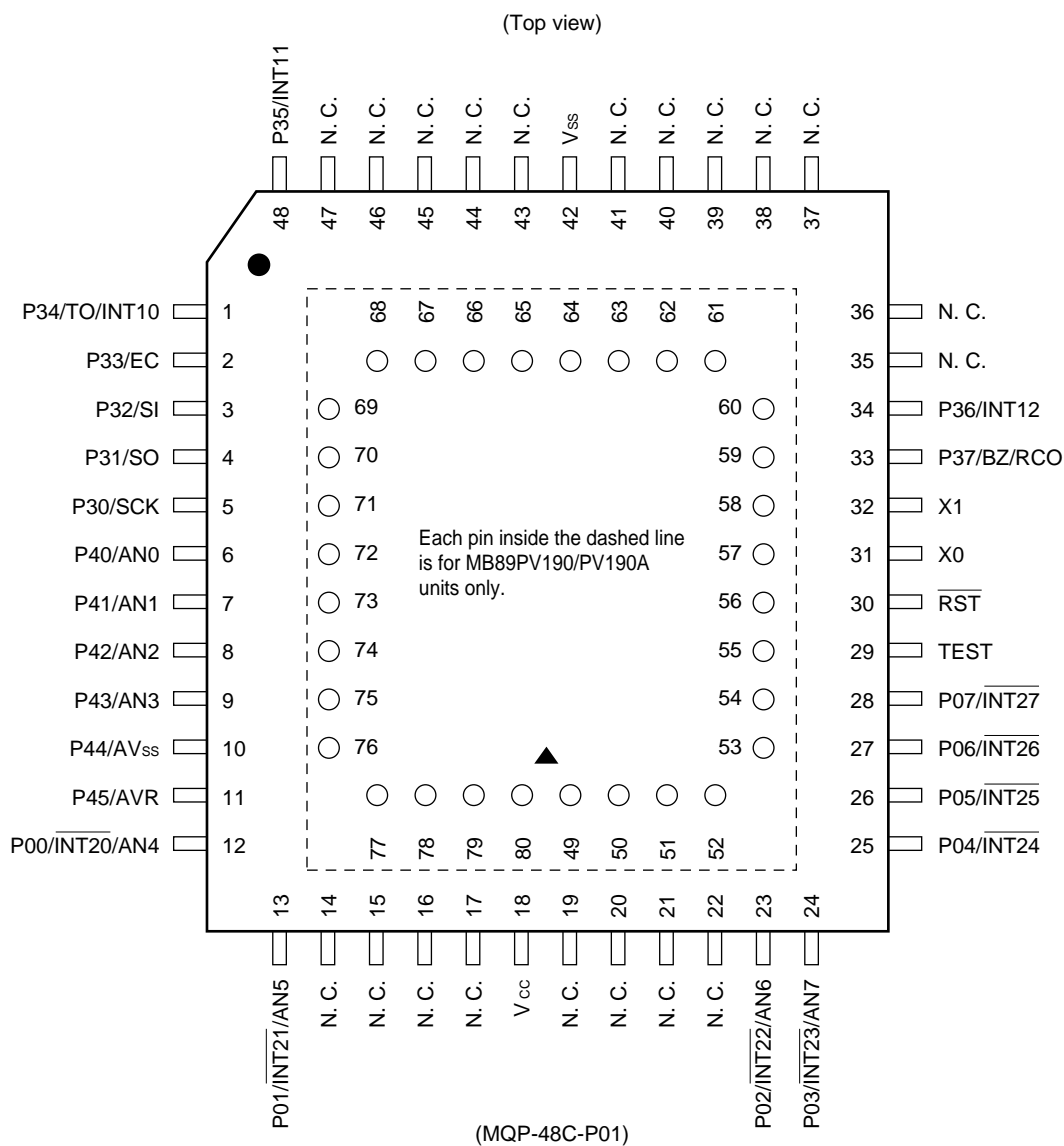 (Top view)
P35/INT11
N. C.
N. C.
N. C.
N. C.
N. C.
Vss
N. C.
N. C.
N. C.
N. C.
N. C.
48 47 46 45 44 43 42 41 40 39 38 37
P34/TO/INT10 1
P33/EC 2
P32/SI 3
P31/SO 4
P30/SCK 5
P40/AN0 6
P41/AN1 7
P42/AN2 8
P43/AN3 9
P44/AVss 10
P45/AVR 11
P00/INT20/AN4 12
68 67 66 65 64 63 62 61
69
70
71
72
73
74
75
76
Each pin inside the dashed line
is for MB89PV190/PV190A
units only.
60
59
58
57
56
55
54
53
77 78 79 80 49 50 51 52
36 N. C.
35 N. C.
34 P36/INT12
33 P37/BZ/RCO
32 X1
31 X0
30 RST
29 TEST
28 P07/INT27
27 P06/INT26
26 P05/INT25
25 P04/INT24
13 14 15 16 17 18 19 20 21 22 23 24
P01/INT21/AN5
N. C.
N. C.
N. C.
N. C.
Vcc
N. C.
N. C.
N. C.
N. C.
P02/INT22/AN6
P03/INT23/AN7
(MQP-48C-P01)